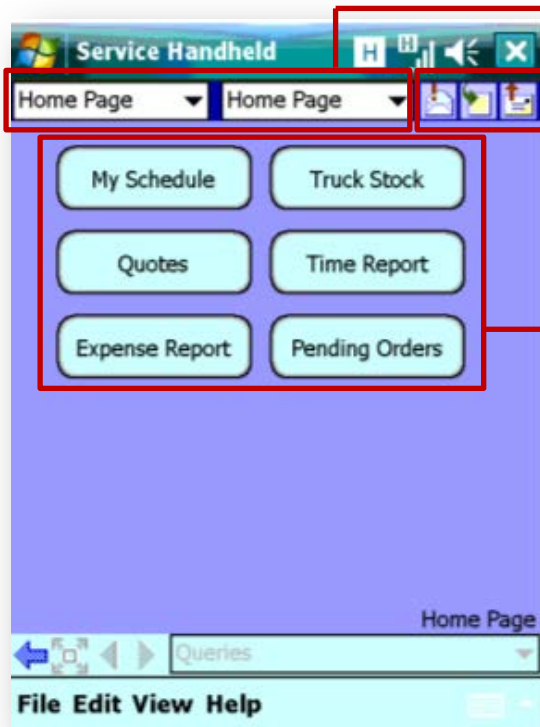 Service Handheld H H
Home Page Home Page
My Schedule Truck Stock
Quotes Time Report
Expense Report Pending Orders
Home Page
Queries
File Edit View Help